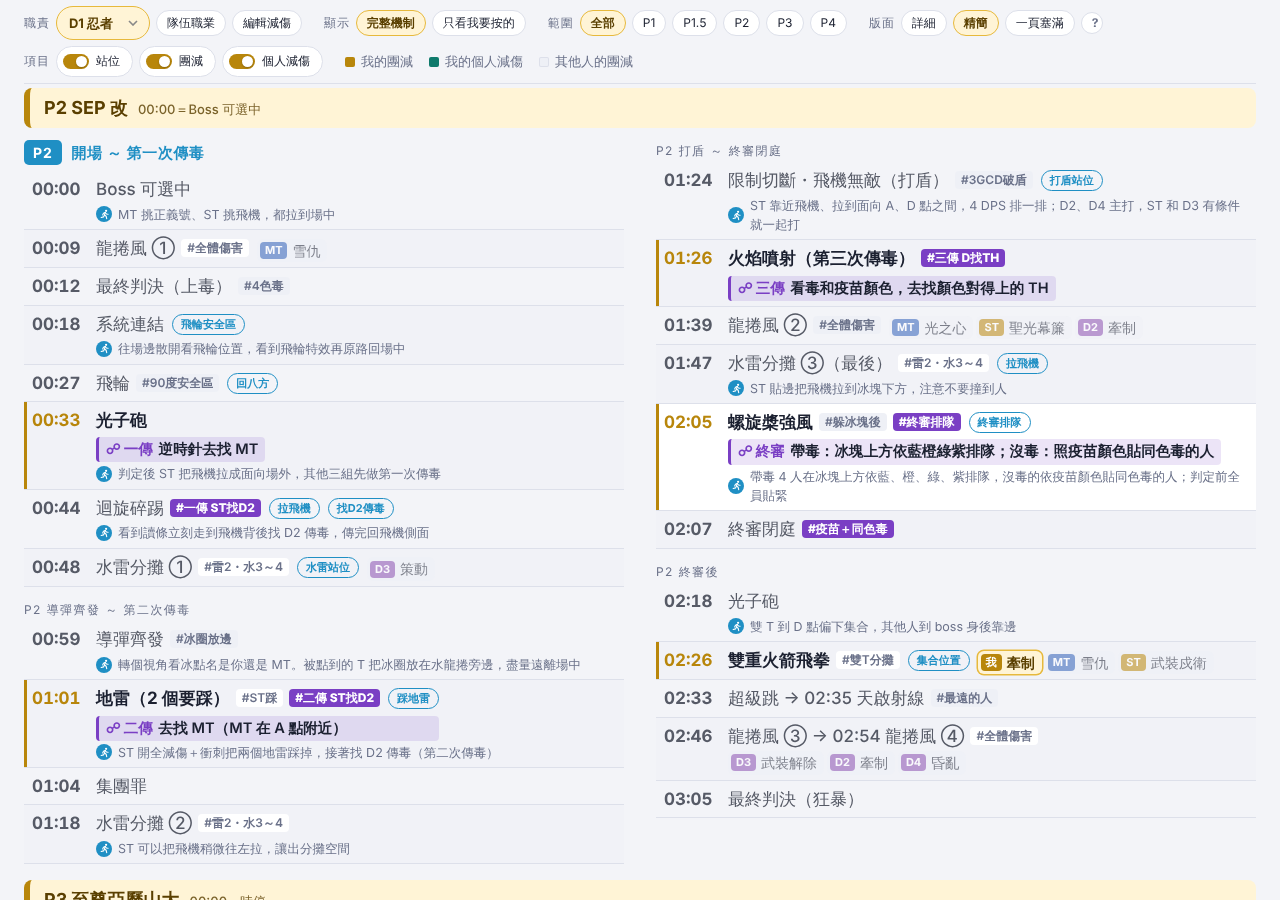 職責 D1 忍者 隊伍職業 編輯減傷 顯示 完整機制 只看我要按的 範圍 全部 P1 P1.5 P2 P3 P4 版面 詳細 精簡 一頁塞滿 ?
項目 站位 團減 個人減傷 我的團減 我的個人減傷 其他人的團減
P2 SEP 改 00:00＝Boss 可選中
P2 開場 ～ 第一次傳毒
00:00 Boss 可選中
MT 挑正義號、ST 挑飛機，都拉到場中
00:09 龍捲風 ① #全體傷害 MT 雪仇
00:12 最終判決（上毒） #4色毒
00:18 系統連結 飛輪安全區
往場邊散開看飛輪位置，看到飛輪特效再原路回場中
00:27 飛輪 #90度安全區 回八方
00:33 光子砲
一傳 逆時針去找 MT
判定後 ST 把飛機拉成面向場外，其他三組先做第一次傳毒
00:44 迴旋碎踢 #一傳 ST找D2 拉飛機 找D2傳毒
看到讀條立刻走到飛機背後找 D2 傳毒，傳完回飛機側面
00:48 水雷分攤 ① #雷2・水3～4 水雷站位 D3 策動
P2 導彈齊發 ～ 第二次傳毒
00:59 導彈齊發 #冰圈放邊
轉個視角看冰點名是你還是 MT。被點到的 T 把冰圈放在水龍捲旁邊，盡量遠離場中
01:01 地雷（2 個要踩） #ST踩 #二傳 ST找D2 踩地雷
二傳 去找 MT（MT 在 A 點附近）
ST 開全減傷＋衝刺把兩個地雷踩掉，接著找 D2 傳毒（第二次傳毒）
01:04 集團罪
01:18 水雷分攤 ② #雷2・水3～4
ST 可以把飛機稍微往左拉，讓出分攤空間
P2 打盾 ～ 終審閉庭
01:24 限制切斷・飛機無敵（打盾） #3GCD破盾 打盾站位
ST 靠近飛機、拉到面向 A、D 點之間，4 DPS 排一排；D2、D4 主打，ST 和 D3 有條件
就一起打
01:26 火焰噴射（第三次傳毒） #三傳 D找TH
三傳 看毒和疫苗顏色，去找顏色對得上的 TH
01:39 龍捲風 ② #全體傷害 MT 光之心 ST 聖光幕簾 D2 牽制
01:47 水雷分攤 ③（最後） #雷2・水3～4 拉飛機
ST 貼邊把飛機拉到冰塊下方，注意不要撞到人
02:05 螺旋槳強風 #躲冰塊後 #終審排隊 終審排隊
終審 帶毒：冰塊上方依藍橙綠紫排隊；沒毒：照疫苗顏色貼同色毒的人
帶毒 4 人在冰塊上方依藍、橙、綠、紫排隊，沒毒的依疫苗顏色貼同色毒的人；判定前全
員貼緊
02:07 終審閉庭 #疫苗＋同色毒
P2 終審後
02:18 光子砲
雙 T 到 D 點偏下集合，其他人到 boss 身後靠邊
02:26 雙重火箭飛拳 #雙T分攤 集合位置 我 牽制 MT 雪仇 ST 武裝戍衛
02:33 超級跳 → 02:35 天啟射線 #最遠的人
02:46 龍捲風 ③ → 02:54 龍捲風 ④ #全體傷害
D3 武裝解除 D2 牽制 D4 昏亂
03:05 最終判決（狂暴）